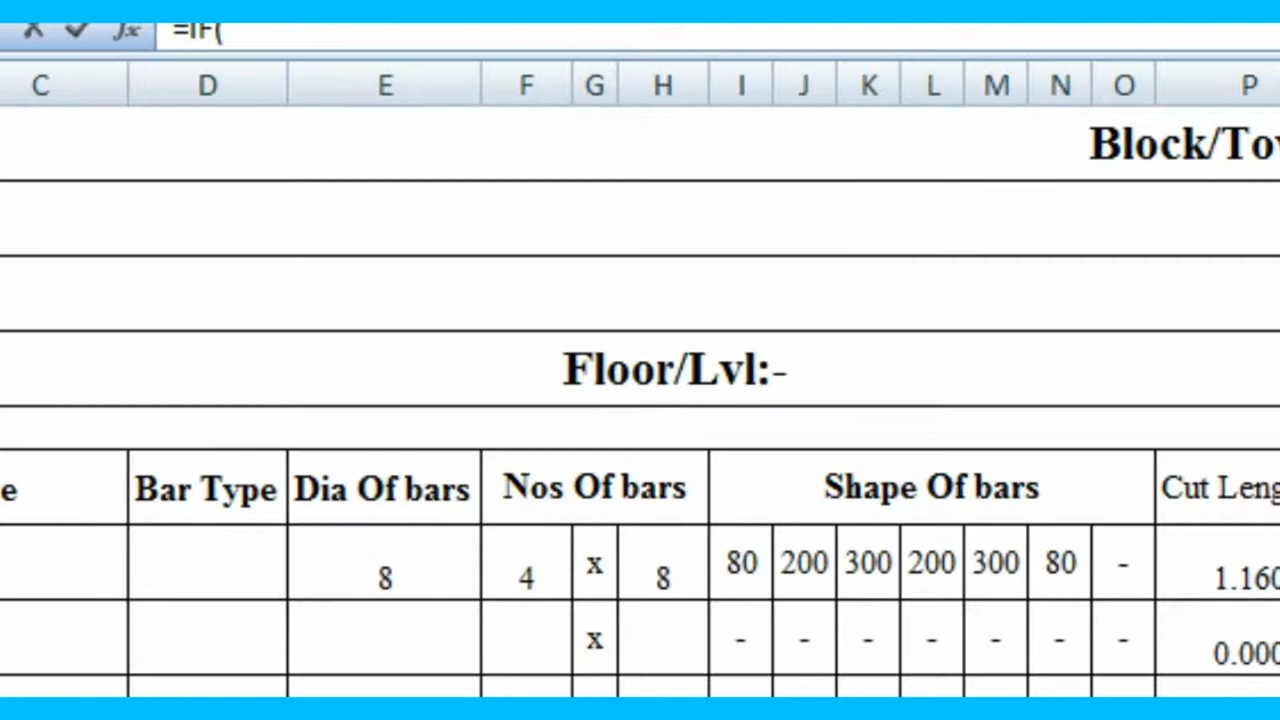 =IF(
C D E F G H I J K L M N O P
Block/Tov
Floor/Lvl:-
e Bar Type Dia Of bars Nos Of bars Shape Of bars Cut Leng
8 4 x 8 80 200 300 200 300 80 - 1.160
x - - - - - - - 0.000